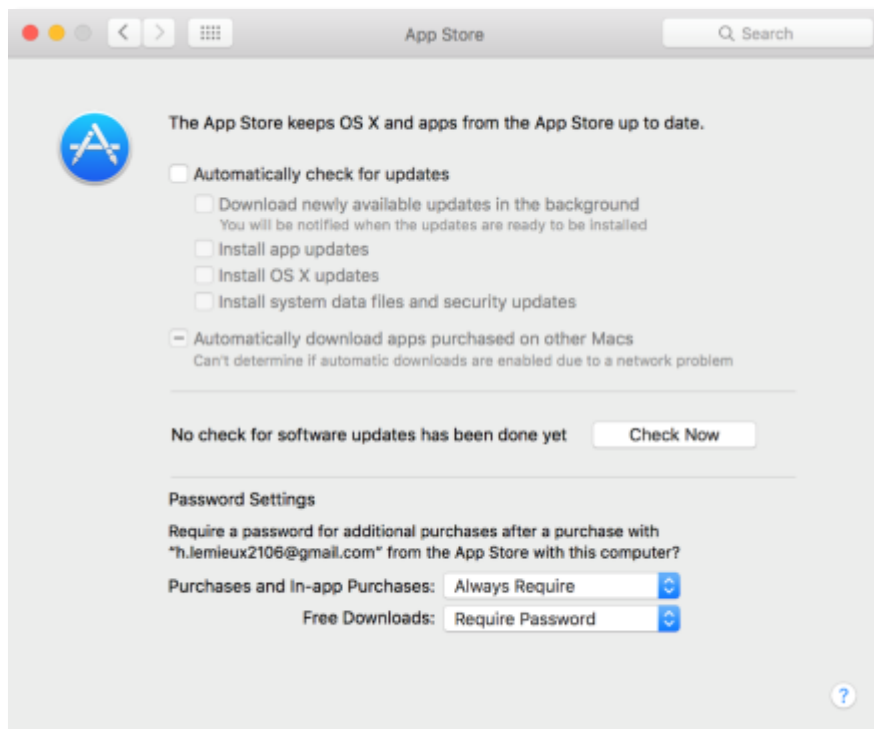 App Store
Search
The App Store keeps OS X and apps from the App Store up to date.
Automatically check for updates
Download newly available updates in the background
You will be notified when the updates are ready to be installed
Install app updates
Install OS X updates
Install system data files and security updates
Automatically download apps purchased on other Macs
Can't determine if automatic downloads are enabled due to a network problem
No check for software updates has been done yet Check Now
Password Settings
Require a password for additional purchases after a purchase with
"h.lemieux2106@gmail.com" from the App Store with this computer?
Purchases and In-app Purchases: Always Require
Free Downloads: Require Password
?